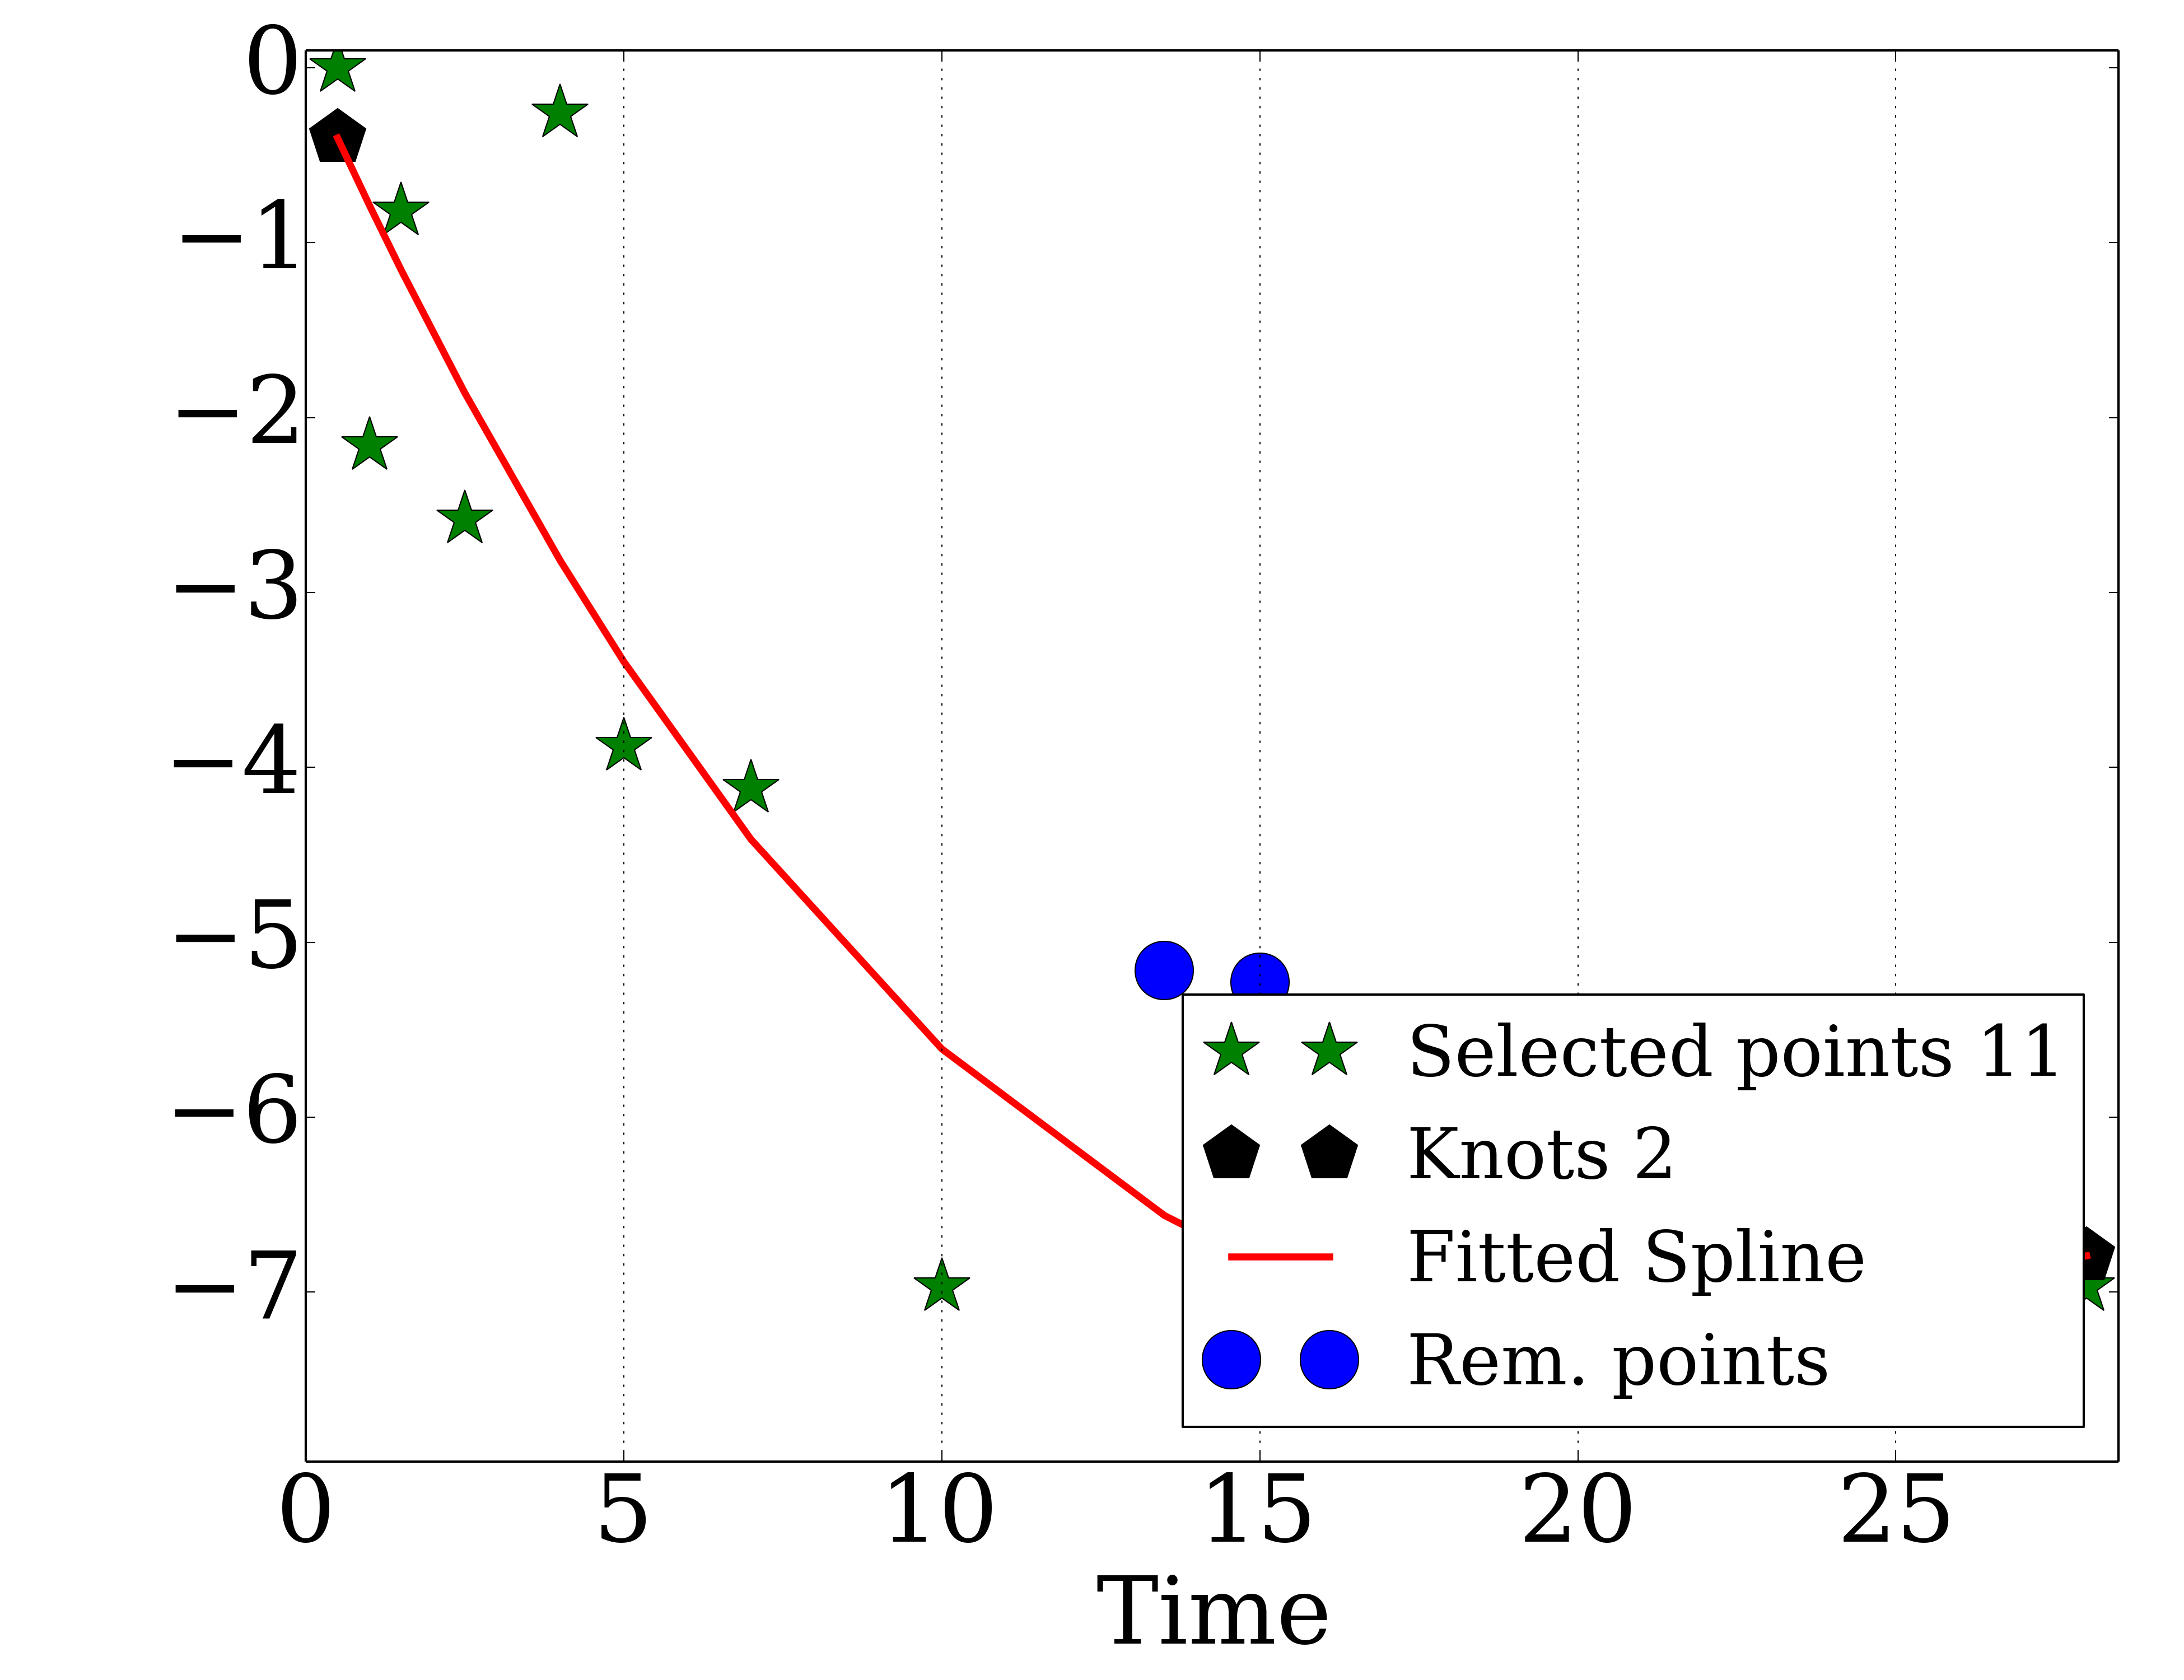 0
−1
−2
−3
−4
−5
−6
−7
Selected points 11
Knots 2
Fitted Spline
Rem. points
0 5 10 15 20 25
Time